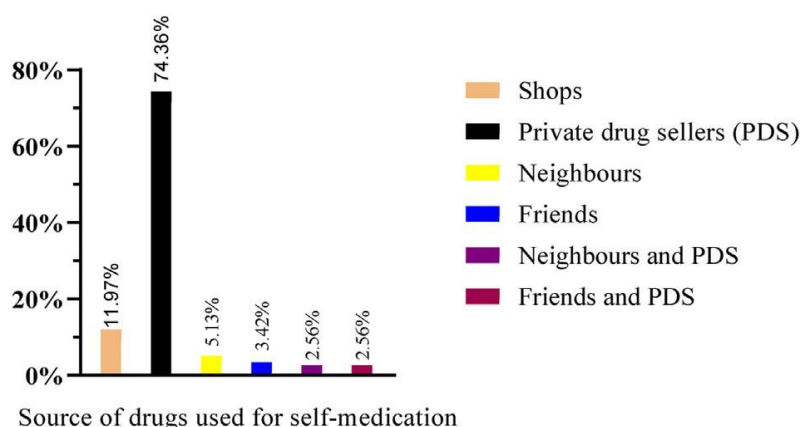 80%
60%
40%
20%
0%
11.97%
74.36%
5.13%
3.42%
2.56%
2.56%
Shops
Private drug sellers (PDS)
Neighbours
Friends
Neighbours and PDS
Friends and PDS
Source of drugs used for self-medication